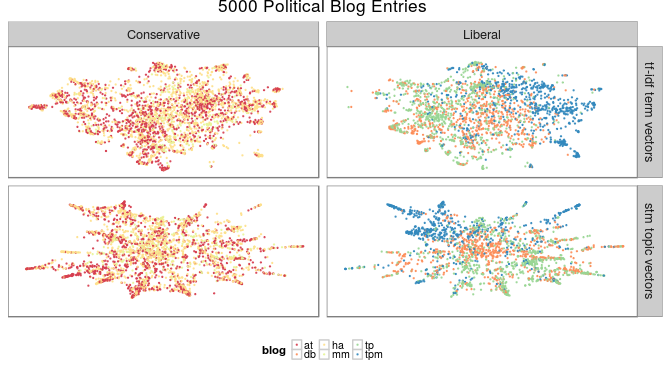 5000 Political Blog Entries
Conservative
Liberal
tf-idf term vectors
stm topic vectors
blog
at ha tp
db mm tpm